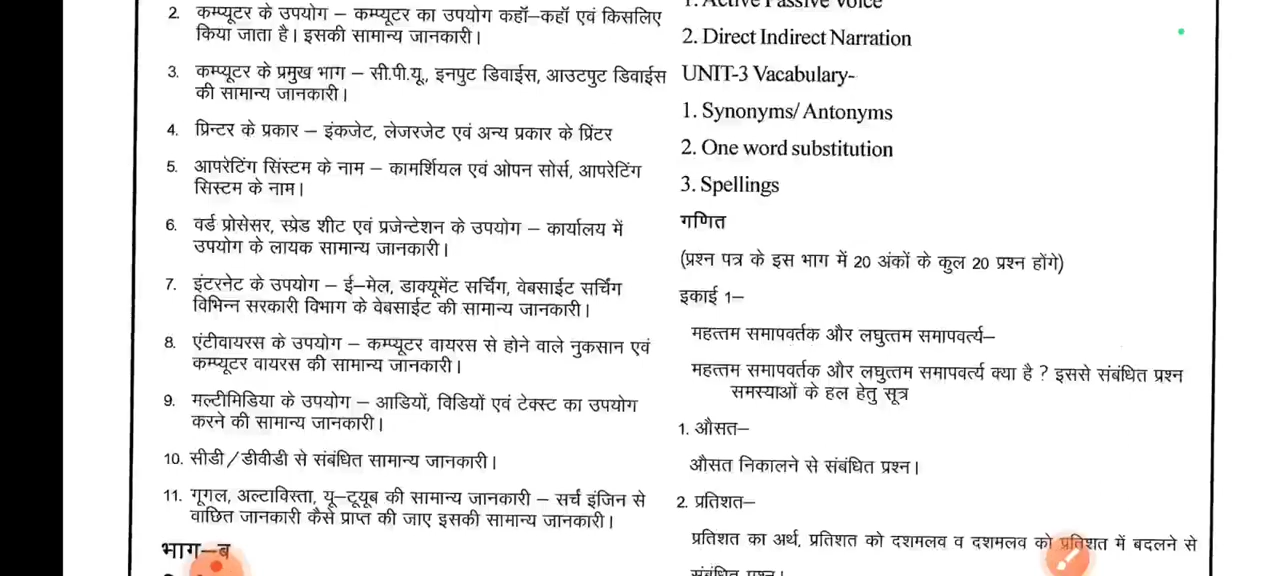 2. कम्प्यूटर के उपयोग – कम्प्यूटर का उपयोग कहॉ–कहॉ एवं किसलिए
किया जाता है। इसकी सामान्य जानकारी।
3. कम्प्यूटर के प्रमुख भाग – सी.पी.यू., इनपुट डिवाईस, आउटपुट डिवाईस
की सामान्य जानकारी।
4. प्रिन्टर के प्रकार – इंकजेट, लेजरजेट एवं अन्य प्रकार के प्रिंटर
5. आपरेटिंग सिंस्टम के नाम – कामर्शियल एवं ओपन सोर्स, आपरेटिंग
सिस्टम के नाम।
6. वर्ड प्रोसेसर, स्प्रेड शीट एवं प्रजेन्टेशन के उपयोग – कार्यालय में
उपयोग के लायक सामान्य जानकारी।
7. इंटरनेट के उपयोग – ई–मेल, डाक्यूमेंट सर्चिंग, वेबसाईट सर्चिंग
विभिन्न सरकारी विभाग के वेबसाईट की सामान्य जानकारी।
8. एंटीवायरस के उपयोग – कम्प्यूटर वायरस से होने वाले नुकसान एवं
कम्प्यूटर वायरस की सामान्य जानकारी।
9. मल्टीमिडिया के उपयोग – आडियों, विडियों एवं टेक्स्ट का उपयोग
करने की सामान्य जानकारी।
10. सीडी/डीवीडी से संबंधित सामान्य जानकारी।
11. गूगल, अल्टाविस्ता, यू–टूयूब की सामान्य जानकारी – सर्च इंजिन से
वाछित जानकारी कैसे प्राप्त की जाए इसकी सामान्य जानकारी।
भाग–ब
1. Active Passive Voice
2. Direct Indirect Narration
UNIT-3 Vacabulary-
1. Synonyms/ Antonyms
2. One word substitution
3. Spellings
गणित
(प्रश्न पत्र के इस भाग में 20 अंकों के कुल 20 प्रश्न होंगे)
इकाई 1–
महत्तम समापवर्तक और लघुत्तम समापवर्त्य–
महत्तम समापवर्तक और लघुत्तम समापवर्त्य क्या है ? इससे संबंधित प्रश्न
समस्याओं के हल हेतु सूत्र
1. औसत–
औसत निकालने से संबंधित प्रश्न।
2. प्रतिशत–
प्रतिशत का अर्थ, प्रतिशत को दशमलव व दशमलव को प्रतिशत में बदलने से
संबंधित प्रश्न।